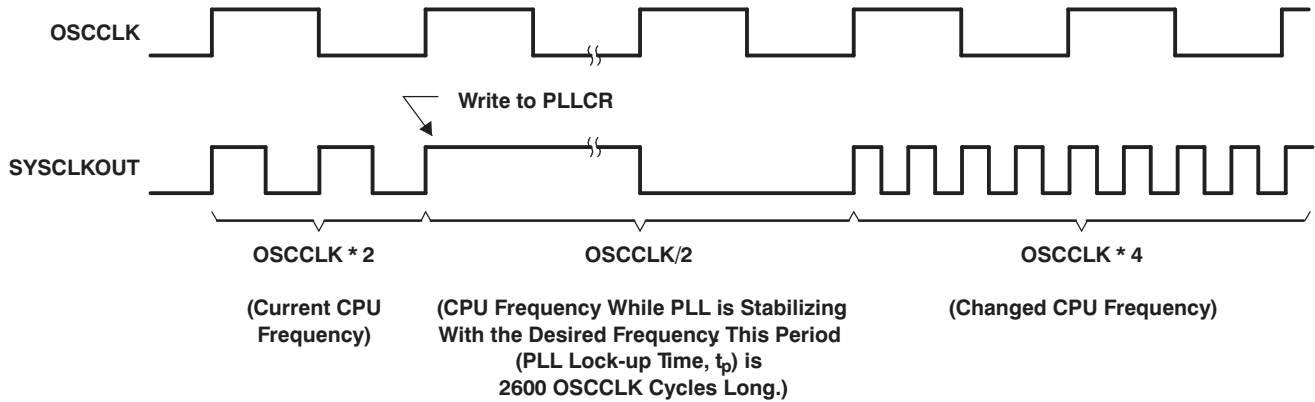 OSCCLK
Write to PLLCR
SYSCLKOUT
OSCCLK * 2
OSCCLK/2
OSCCLK * 4
(Current CPU
Frequency)
(CPU Frequency While PLL is Stabilizing
With the Desired Frequency. This Period
(PLL Lock-up Time, tp) is
2600 OSCCLK Cycles Long.)
(Changed CPU Frequency)